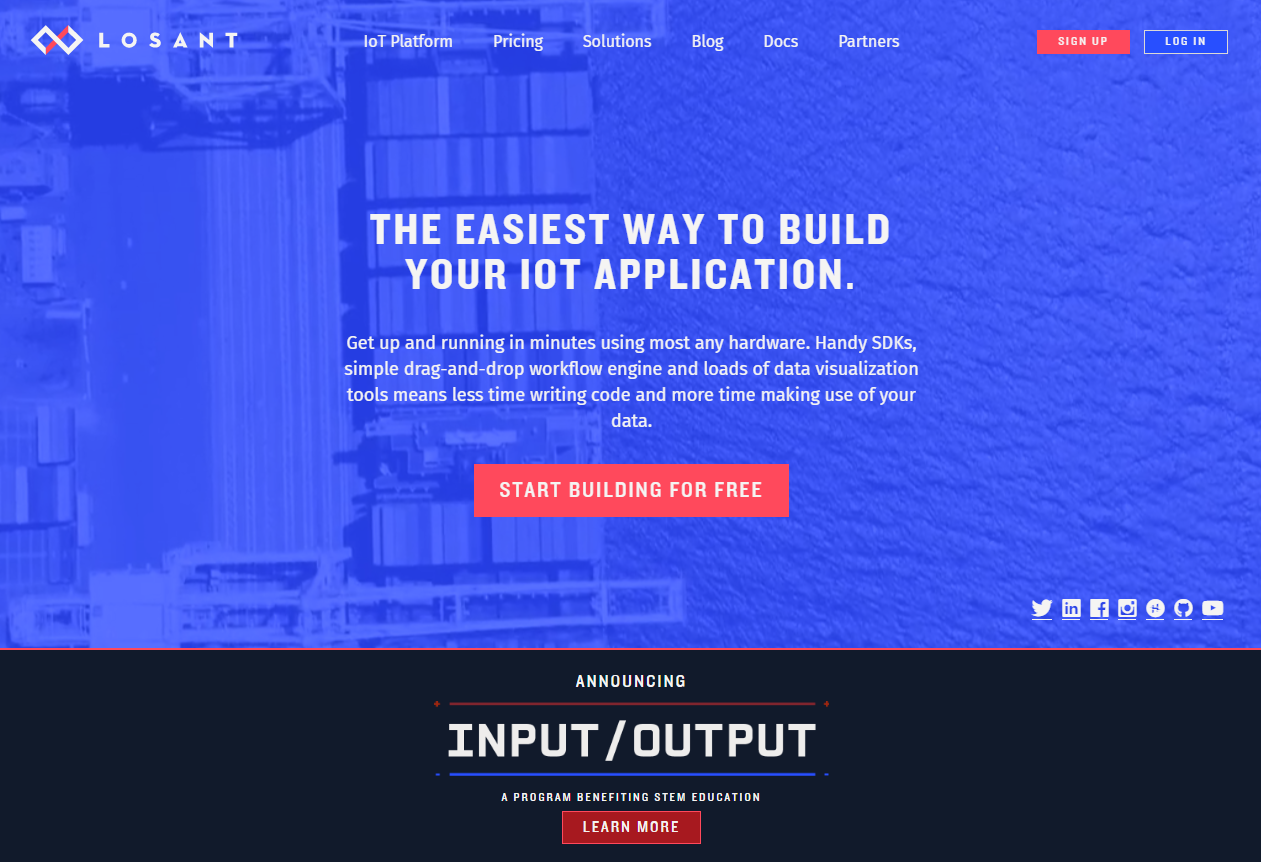 LOSANT
IoT Platform
Pricing
Solutions
Blog
Docs
Partners
SIGN UP
LOG IN
THE EASIEST WAY TO BUILD
YOUR IOT APPLICATION.
Get up and running in minutes using most any hardware. Handy SDKs,
simple drag-and-drop workflow engine and loads of data visualization
tools means less time writing code and more time making use of your
data.
START BUILDING FOR FREE
ANNOUNCING
INPUT/OUTPUT
A PROGRAM BENEFITING STEM EDUCATION
LEARN MORE